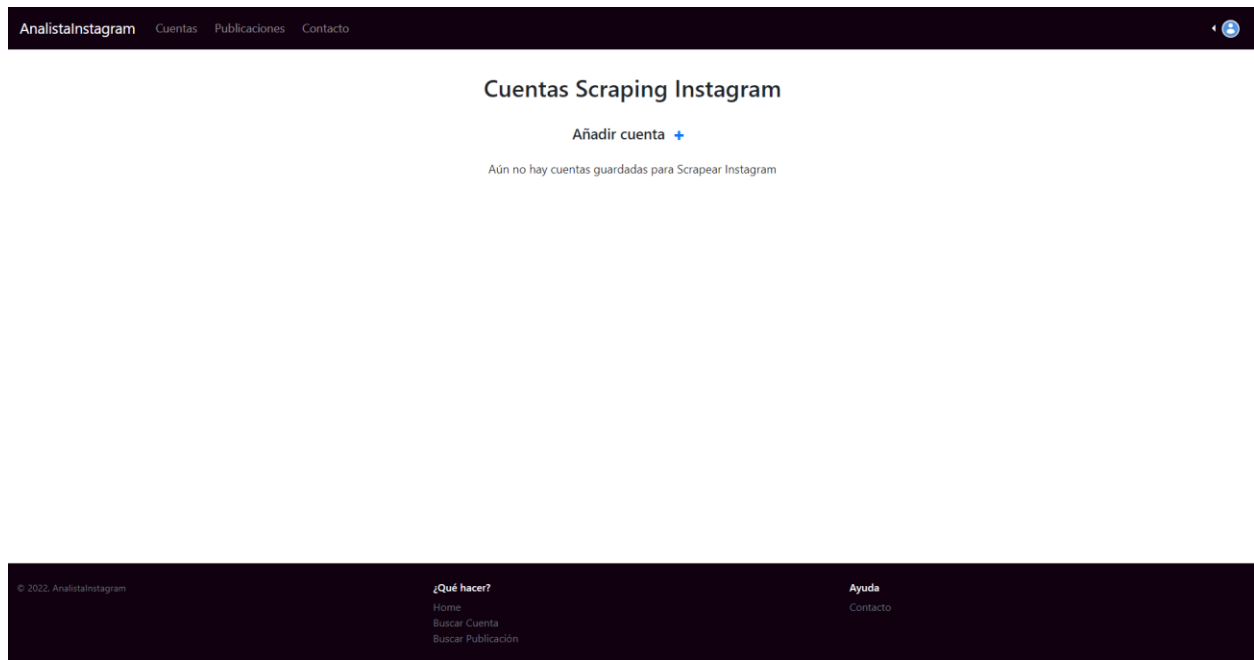 AnalistaInstagram Cuentas Publicaciones Contacto
Cuentas Scraping Instagram
Añadir cuenta +
Aún no hay cuentas guardadas para Scrapear Instagram
© 2022, AnalistaInstagram
¿Qué hacer?
Home
Buscar Cuenta
Buscar Publicación
Ayuda
Contacto